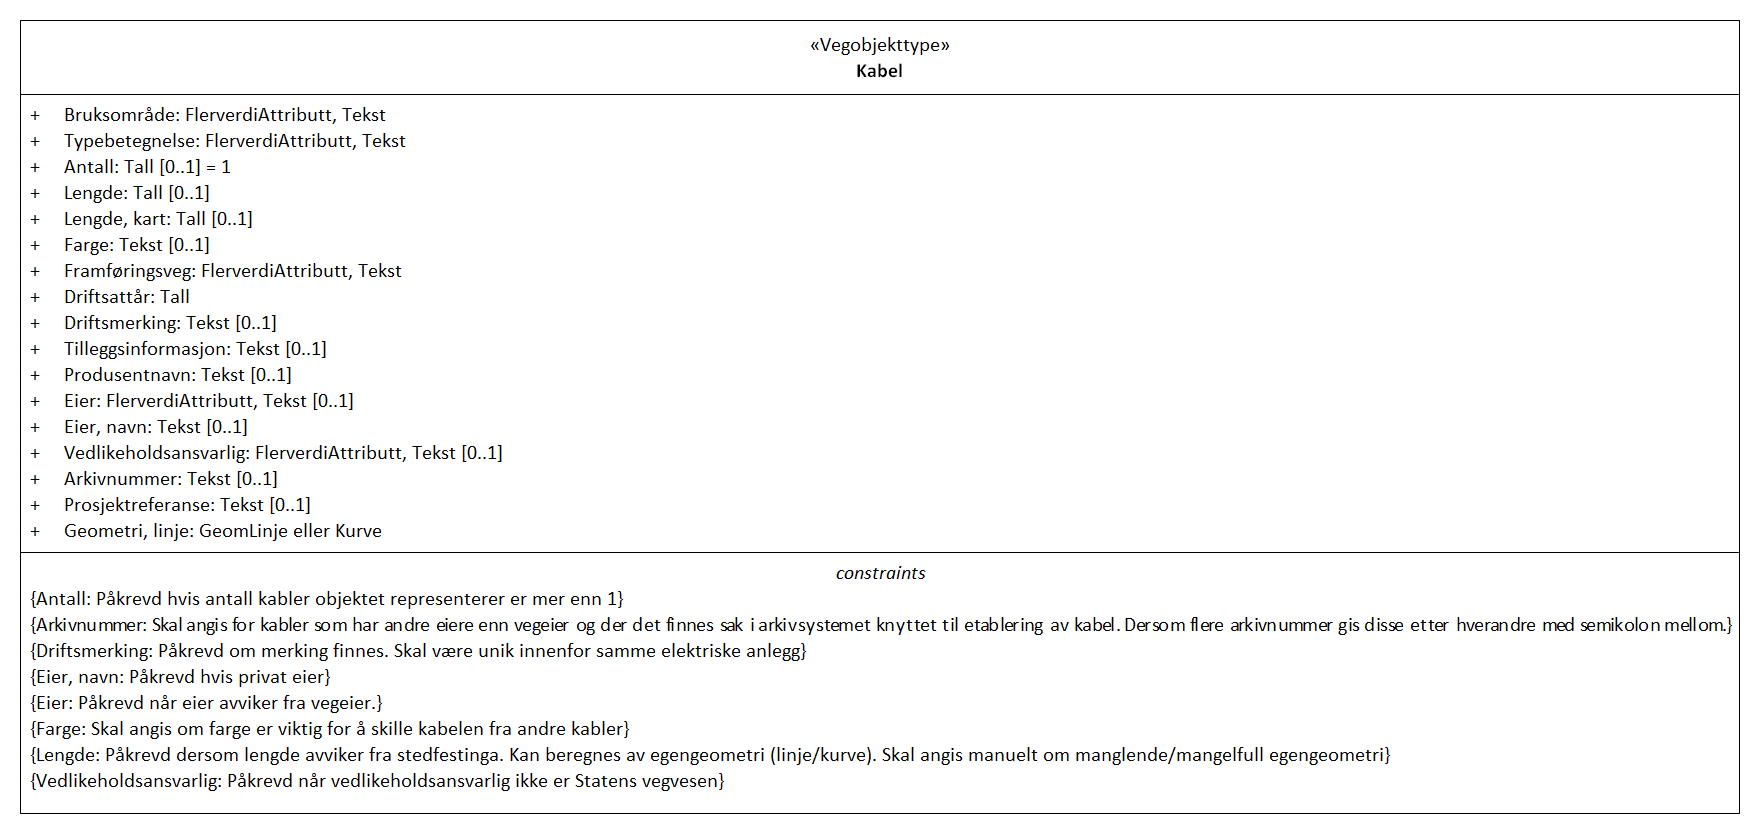 «Vegobjekttype»
Kabel
+ Bruksområde: FlerverdiAttributt, Tekst
+ Typebetegnelse: FlerverdiAttributt, Tekst
+ Antall: Tall [0..1] = 1
+ Lengde: Tall [0..1]
+ Lengde, kart: Tall [0..1]
+ Farge: Tekst [0..1]
+ Framføringsveg: FlerverdiAttributt, Tekst
+ Driftsattår: Tall
+ Driftsmerking: Tekst [0..1]
+ Tilleggsinformasjon: Tekst [0..1]
+ Produsentnavn: Tekst [0..1]
+ Eier: FlerverdiAttributt, Tekst [0..1]
+ Eier, navn: Tekst [0..1]
+ Vedlikeholdsansvarlig: FlerverdiAttributt, Tekst [0..1]
+ Arkivnummer: Tekst [0..1]
+ Prosjektreferanse: Tekst [0..1]
+ Geometri, linje: GeomLinje eller Kurve
constraints
{Antall: Påkrevd hvis antall kabler objektet representerer er mer enn 1}
{Arkivnummer: Skal angis for kabler som har andre eiere enn vegeier og der det finnes sak i arkivsystemet knyttet til etablering av kabel. Dersom flere arkivnummer gis disse etter hverandre med semikolon mellom.}
{Driftsmerking: Påkrevd om merking finnes. Skal være unik innenfor samme elektriske anlegg}
{Eier, navn: Påkrevd hvis privat eier}
{Eier: Påkrevd når eier avviker fra vegeier.}
{Farge: Skal angis om farge er viktig for å skille kabelen fra andre kabler}
{Lengde: Påkrevd dersom lengde avviker fra stedfestinga. Kan beregnes av egengeometri (linje/kurve). Skal angis manuelt om manglende/mangelfull egengeometri}
{Vedlikeholdsansvarlig: Påkrevd når vedlikeholdsansvarlig ikke er Statens vegvesen}